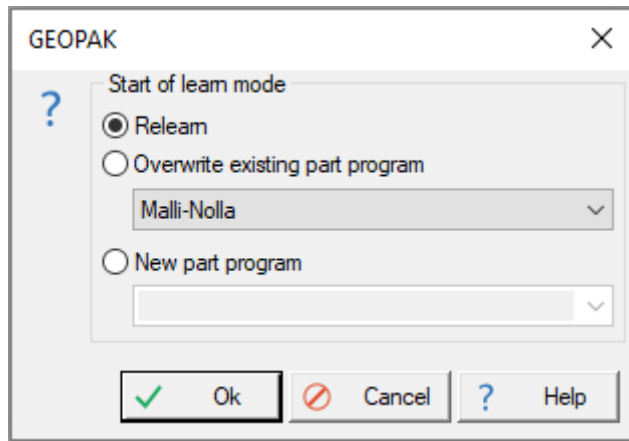 GEOPAK
Start of learn mode
Relearn
Overwrite existing part program
Malli-Nolla
New part program
Ok Cancel Help